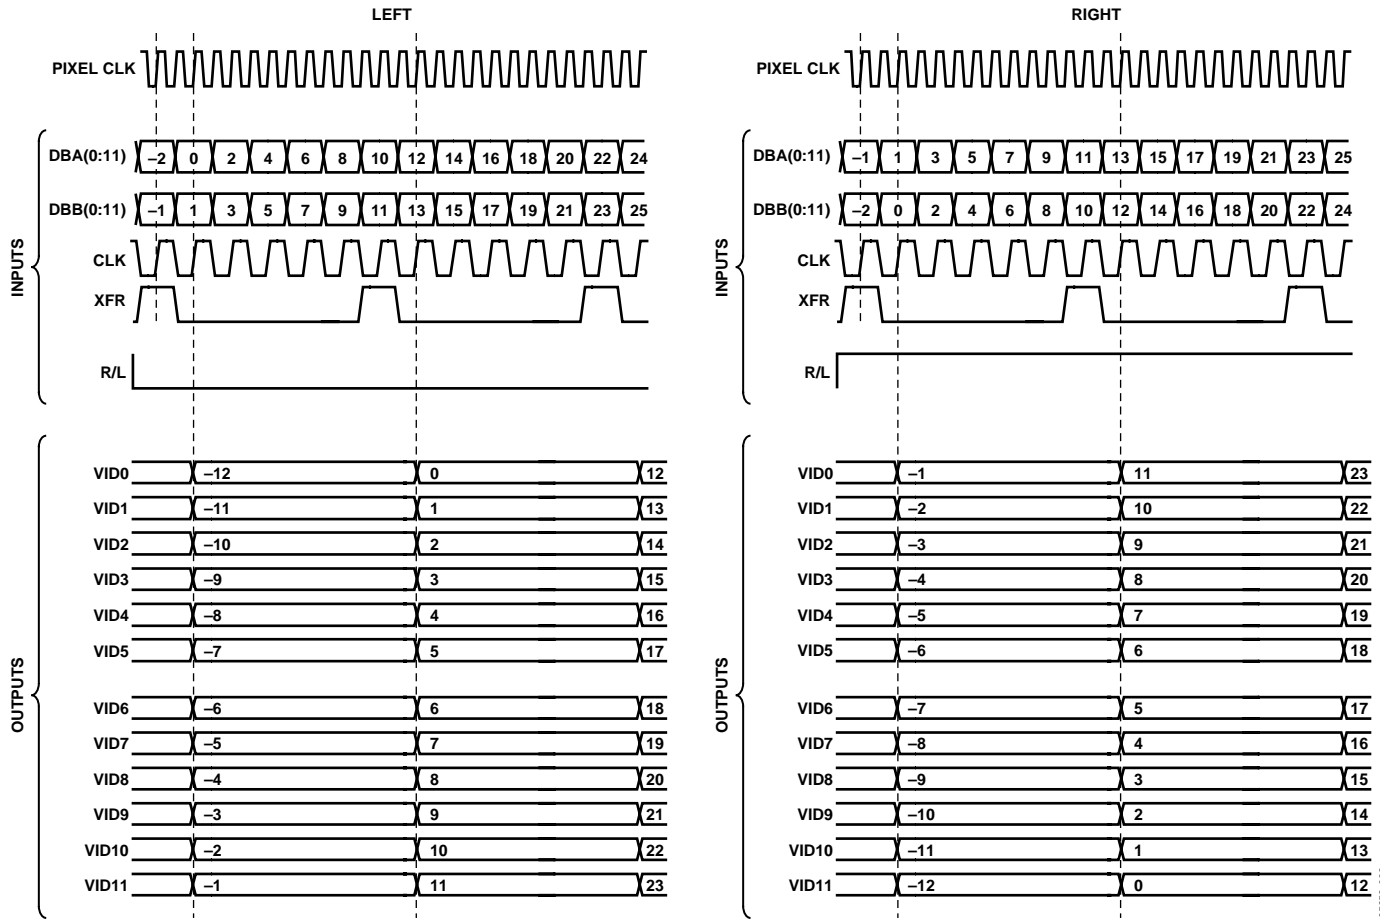 LEFT
PIXEL CLK
INPUTS
DBA(0:11) –2 0 2 4 6 8 10 12 14 16 18 20 22 24
DBB(0:11) –1 1 3 5 7 9 11 13 15 17 19 21 23 25
CLK
XFR
R/L
OUTPUTS
VID0 –12 0 12
VID1 –11 1 13
VID2 –10 2 14
VID3 –9 3 15
VID4 –8 4 16
VID5 –7 5 17
VID6 –6 6 18
VID7 –5 7 19
VID8 –4 8 20
VID9 –3 9 21
VID10 –2 10 22
VID11 –1 11 23
RIGHT
PIXEL CLK
INPUTS
DBA(0:11) –1 1 3 5 7 9 11 13 15 17 19 21 23 25
DBB(0:11) –2 0 2 4 6 8 10 12 14 16 18 20 22 24
CLK
XFR
R/L
OUTPUTS
VID0 –1 11 23
VID1 –2 10 22
VID2 –3 9 21
VID3 –4 8 20
VID4 –5 7 19
VID5 –6 6 18
VID6 –7 5 17
VID7 –8 4 16
VID8 –9 3 15
VID9 –10 2 14
VID10 –11 1 13
VID11 –12 0 12